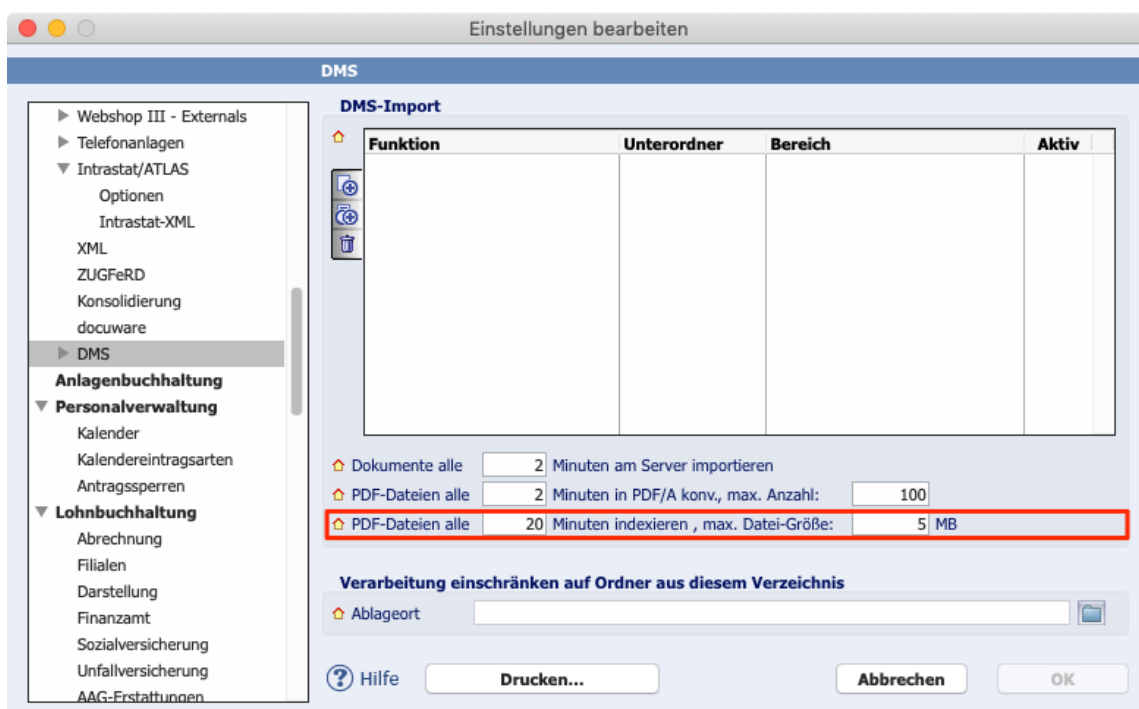 Einstellungen bearbeiten
DMS
Webshop III - Externals
Telefonanlagen
Intrastat/ATLAS
Optionen
Intrastat-XML
XML
ZUGFeRD
Konsolidierung
docuware
DMS
Anlagenbuchhaltung
Personalverwaltung
Kalender
Kalendereintragsarten
Antragssperren
Lohnbuchhaltung
Abrechnung
Filialen
Darstellung
Finanzamt
Sozialversicherung
Unfallversicherung
AAG-Erstattungen
DMS-Import
Funktion Unterordner Bereich Aktiv
Dokumente alle 2 Minuten am Server importieren
PDF-Dateien alle 2 Minuten in PDF/A konv., max. Anzahl: 100
PDF-Dateien alle 20 Minuten indexieren , max. Datei-Größe: 5 MB
Verarbeitung einschränken auf Ordner aus diesem Verzeichnis
Ablageort
? Hilfe Drucken... Abbrechen OK